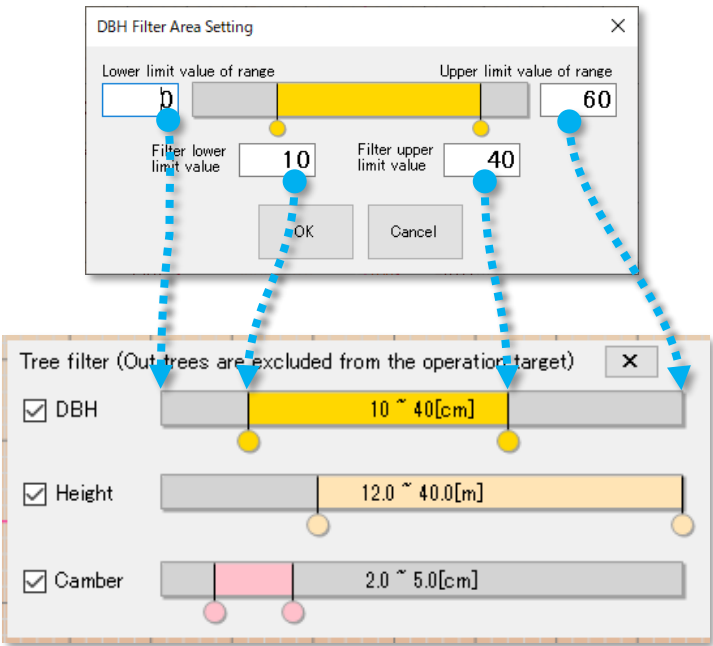 DBH Filter Area Setting
Lower limit value of range
Upper limit value of range
0
60
Filter lower
limit value
10
Filter upper
limit value
40
OK
Cancel
Tree filter (Out trees are excluded from the operation target)
DBH
10 ~ 40[cm]
Height
12.0 ~ 40.0[m]
Camber
2.0 ~ 5.0[cm]